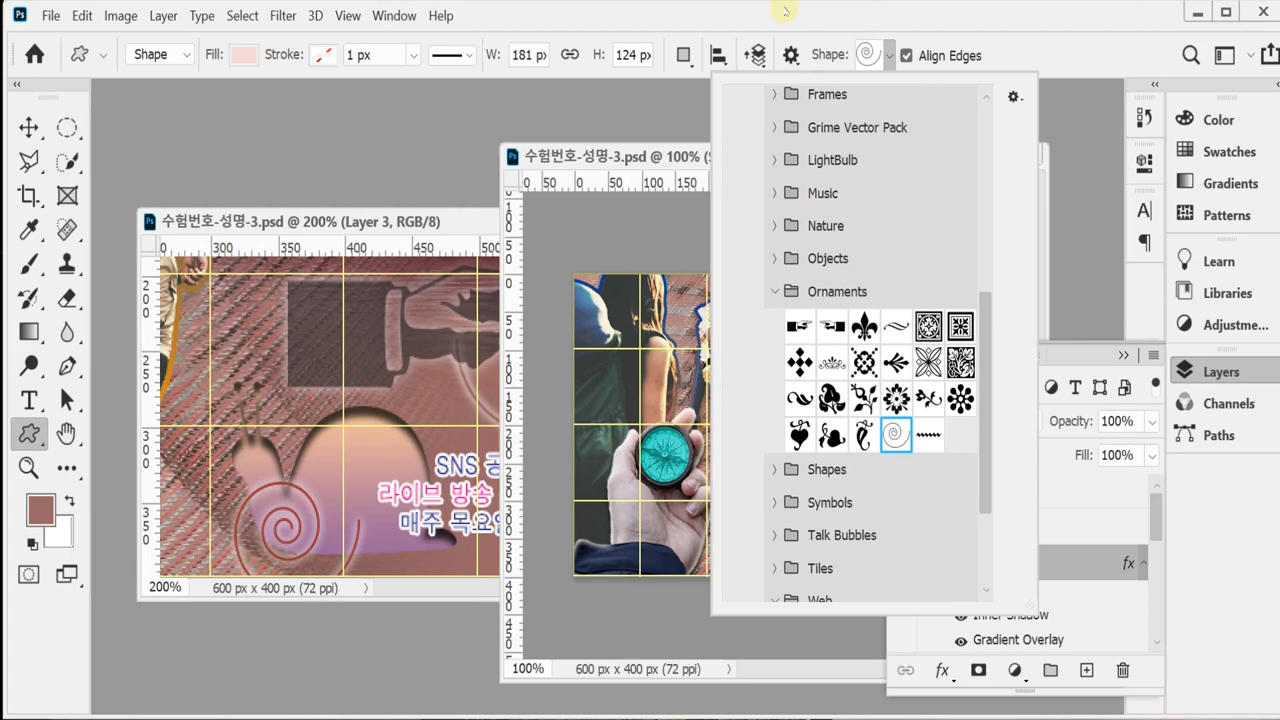 File Edit Image Layer Type Select Filter 3D View Window Help
Shape Fill: Stroke: 1 px W: 181 px H: 124 px Shape: Align Edges
Frames
Grime Vector Pack
LightBulb
Music
Nature
Objects
Ornaments
Shapes
Symbols
Talk Bubbles
Tiles
Web
수험번호-성명-3.psd @ 100% (
0 50 0 50 100 150
100% 600 px x 400 px (72 ppi)
수험번호-성명-3.psd @ 200% (Layer 3, RGB/8)
300 350 400 450 500
SNS 공
라이브 방송
매주 목요일
200% 600 px x 400 px (72 ppi)
Color
Swatches
Gradients
Patterns
Learn
Libraries
Adjustme...
Layers
Channels
Paths
Opacity: 100%
Fill: 100%
fx
Inner Shadow
Gradient Overlay
fx